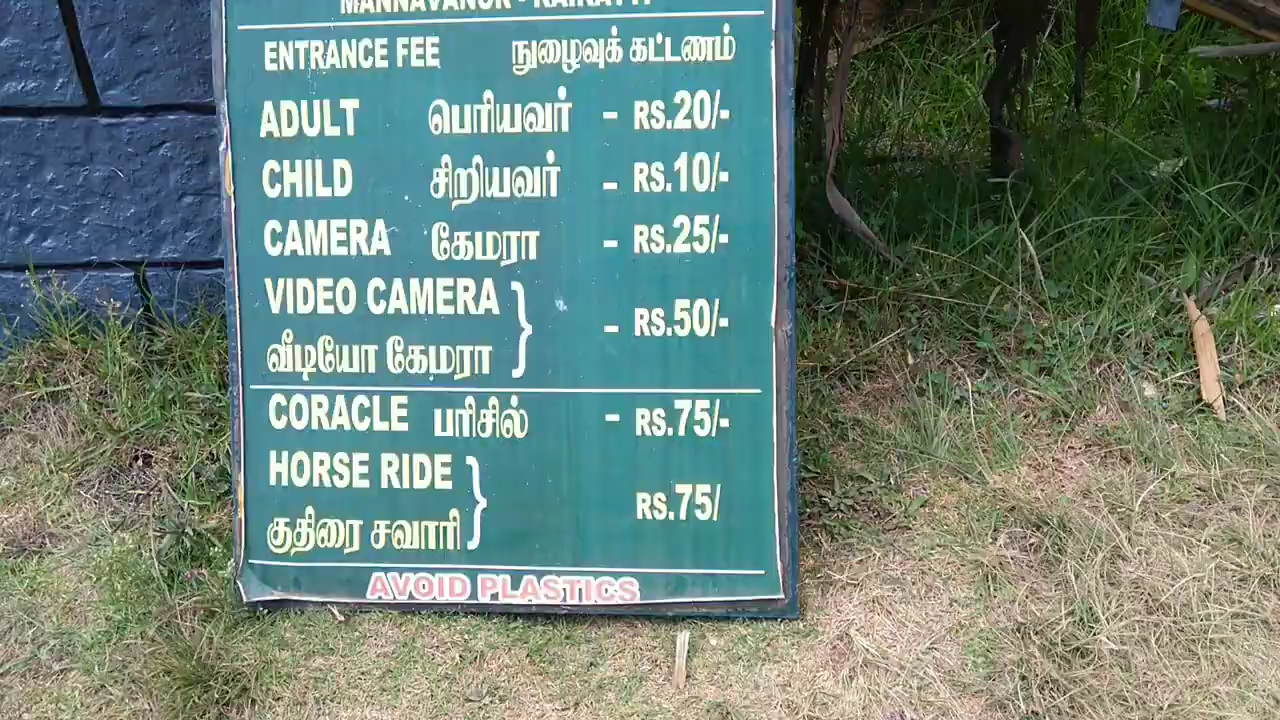 MANNAVANUR -
ENTRANCE FEE நுழைவுக் கட்டணம்
ADULT பெரியவர் - RS.20/-
CHILD சிறியவர் - RS.10/-
CAMERA கேமரா - RS.25/-
VIDEO CAMERA
வீடியோ கேமரா } - RS.50/-
CORACLE பரிசில் - RS.75/-
HORSE RIDE
குதிரை சவாரி } RS.75/
AVOID PLASTICS